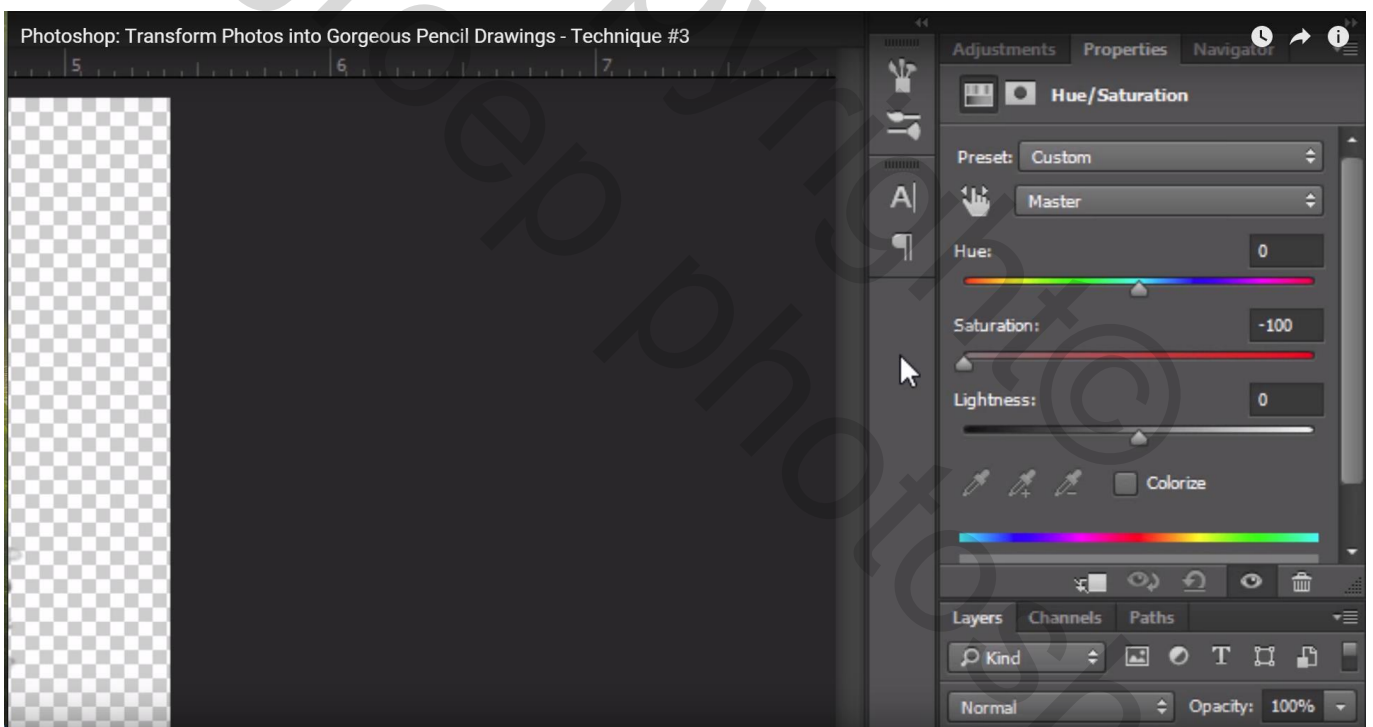 Photoshop: Transform Photos into Gorgeous Pencil Drawings - Technique #3
5 6 7
Adjustments Properties Navigator
Hue/Saturation
Preset: Custom
Master
Hue: 0
Saturation: -100
Lightness: 0
Colorize
Layers Channels Paths
Kind
Normal Opacity: 100%